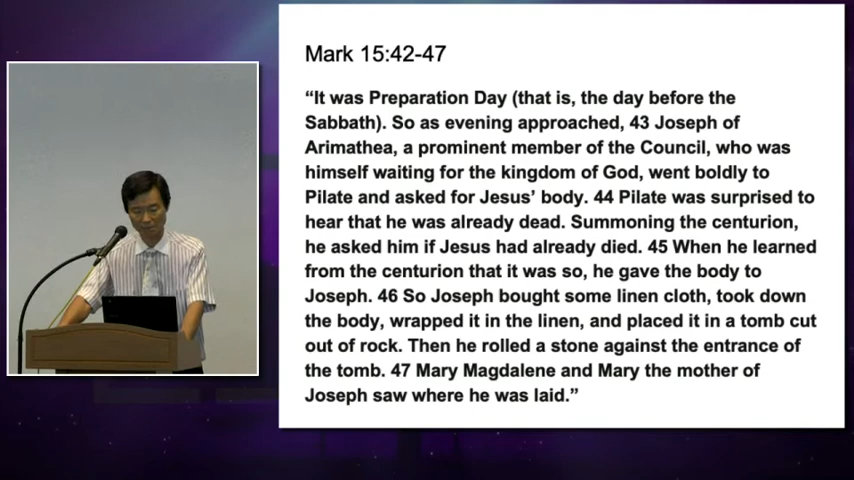 Mark 15:42-47
“It was Preparation Day (that is, the day before the
Sabbath). So as evening approached, 43 Joseph of
Arimathea, a prominent member of the Council, who was
himself waiting for the kingdom of God, went boldly to
Pilate and asked for Jesus’ body. 44 Pilate was surprised to
hear that he was already dead. Summoning the centurion,
he asked him if Jesus had already died. 45 When he learned
from the centurion that it was so, he gave the body to
Joseph. 46 So Joseph bought some linen cloth, took down
the body, wrapped it in the linen, and placed it in a tomb cut
out of rock. Then he rolled a stone against the entrance of
the tomb. 47 Mary Magdalene and Mary the mother of
Joseph saw where he was laid.”